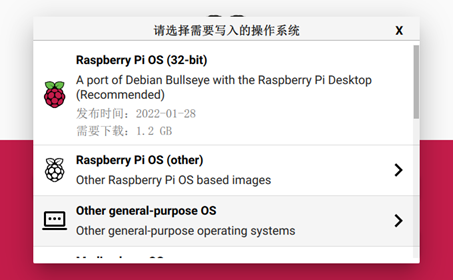 请选择需要写入的操作系统
X
Raspberry Pi OS (32-bit)
A port of Debian Bullseye with the Raspberry Pi Desktop
(Recommended)
发布时间：2022-01-28
需要下载：1.2 GB
Raspberry Pi OS (other)
Other Raspberry Pi OS based images
Other general-purpose OS
Other general-purpose operating systems